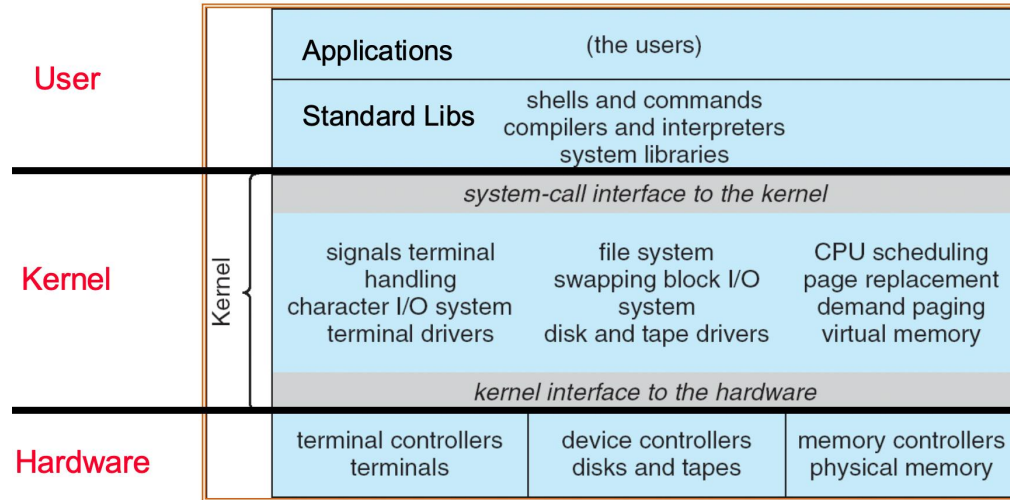 User
Applications (the users)
Standard Libs
shells and commands
compilers and interpreters
system libraries
Kernel
Kernel
system-call interface to the kernel
signals terminal
handling
character I/O system
terminal drivers
file system
swapping block I/O
system
disk and tape drivers
CPU scheduling
page replacement
demand paging
virtual memory
kernel interface to the hardware
Hardware
terminal controllers
terminals
device controllers
disks and tapes
memory controllers
physical memory